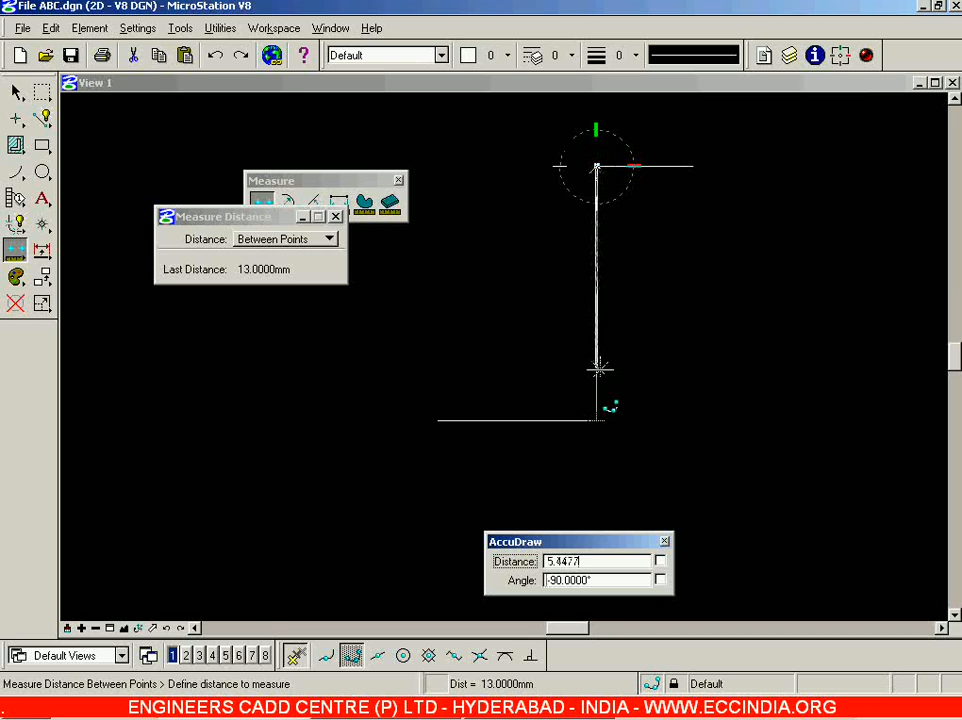 File ABC.dgn (2D - V8 DGN) - MicroStation V8
File Edit Element Settings Tools Utilities Workspace Window Help
Default 0 0 0
View 1
Measure
Measure Distance
Distance: Between Points
Last Distance: 13.0000mm
AccuDraw
Distance: 5.4477
Angle: -90.0000°
Default Views 1 2 3 4 5 6 7 8
Measure Distance Between Points > Define distance to measure Dist = 13.0000mm Default
ENGINEERS CADD CENTRE (P) LTD - HYDERABAD - INDIA - WWW.ECCINDIA.ORG